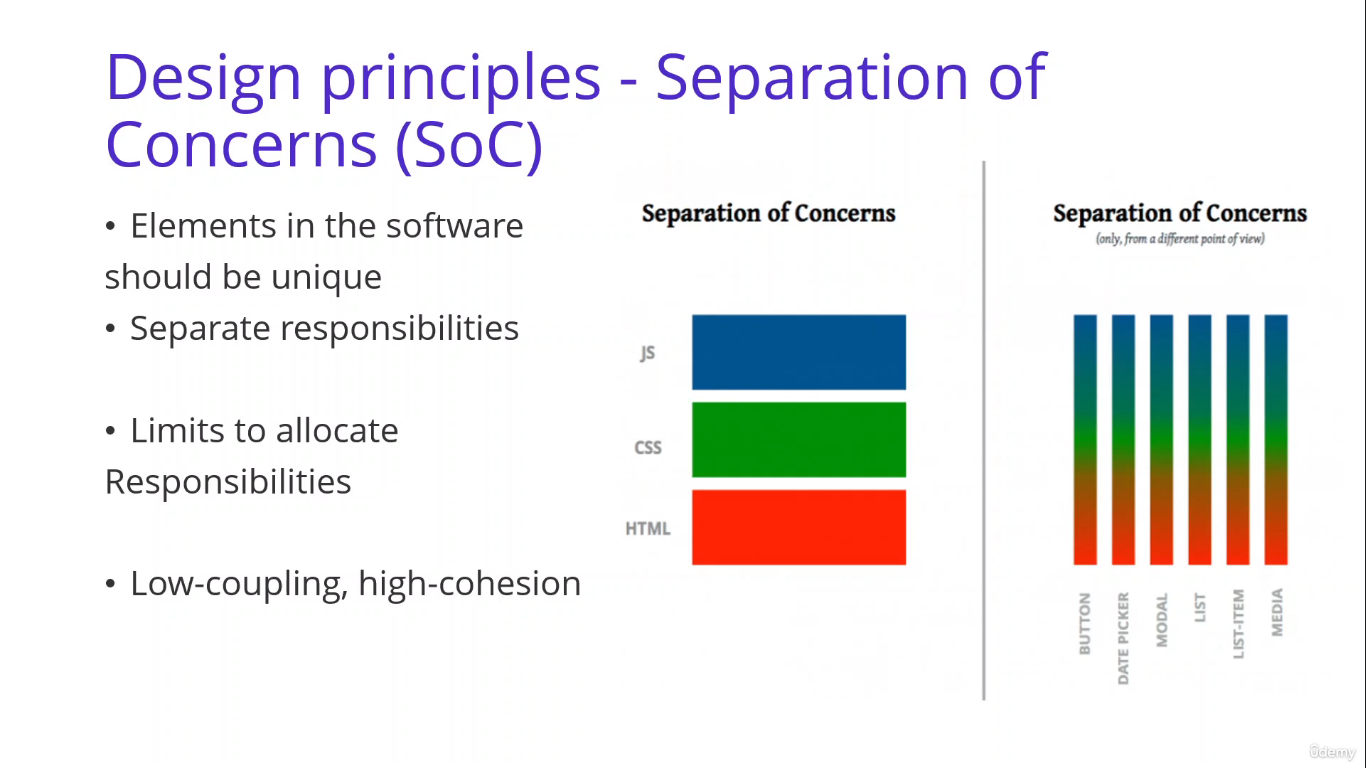 Design principles - Separation of
Concerns (SoC)
• Elements in the software
should be unique
• Separate responsibilities
• Limits to allocate
Responsibilities
• Low-coupling, high-cohesion
Separation of Concerns
JS
CSS
HTML
Separation of Concerns
(only, from a different point of view)
BUTTON
DATE PICKER
MODAL
LIST
LIST-ITEM
MEDIA
ûdemy